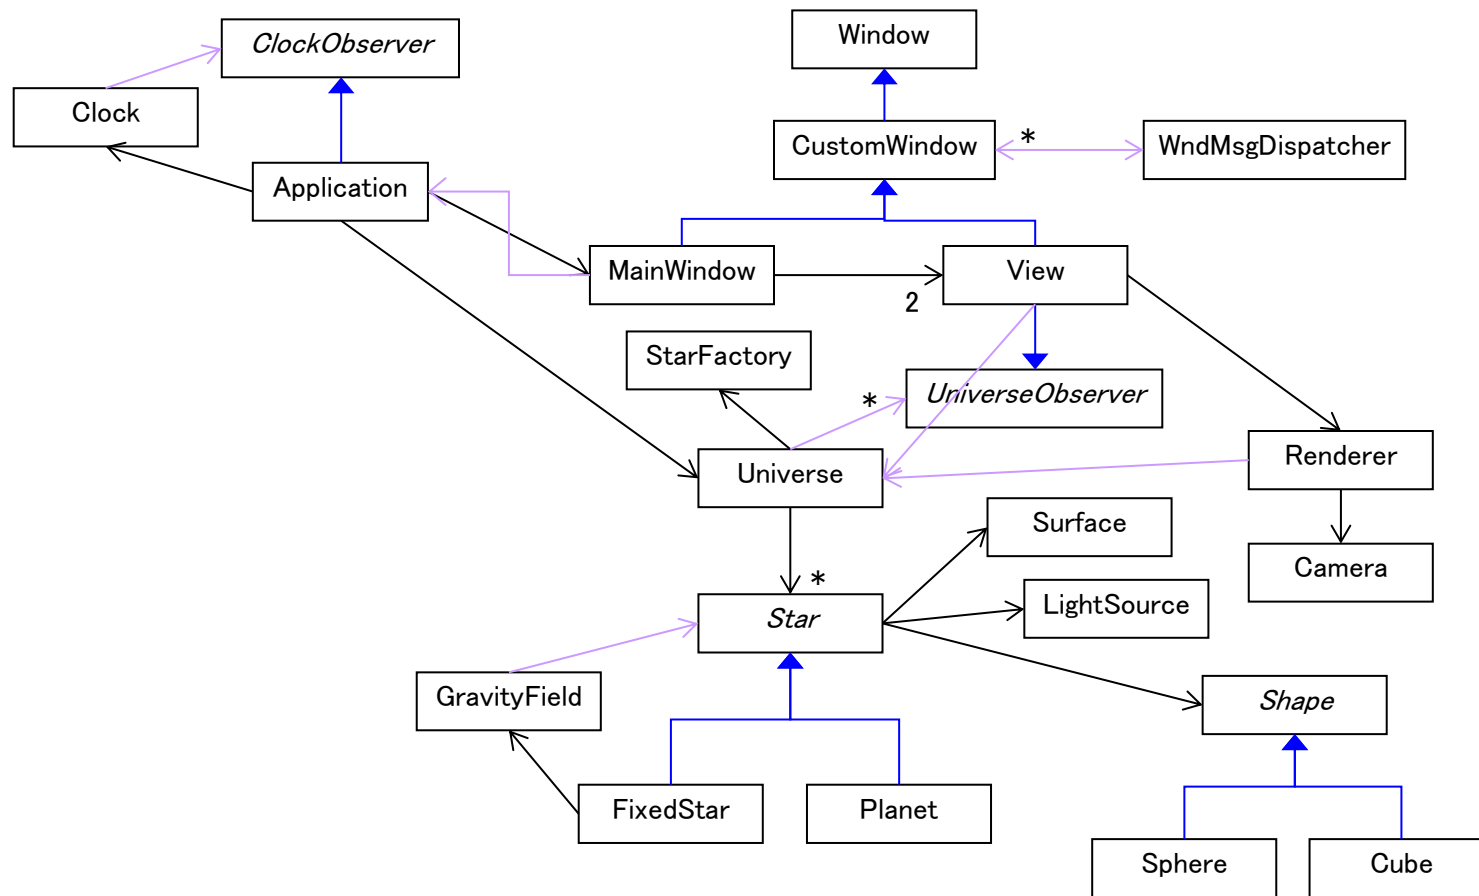 Window
ClockObserver
Clock
CustomWindow
*
WndMsgDispatcher
Application
MainWindow
View
2
StarFactory
UniverseObserver
*
Universe
Renderer
Surface
Camera
*
Star
LightSource
GravityField
Shape
FixedStar
Planet
Sphere
Cube